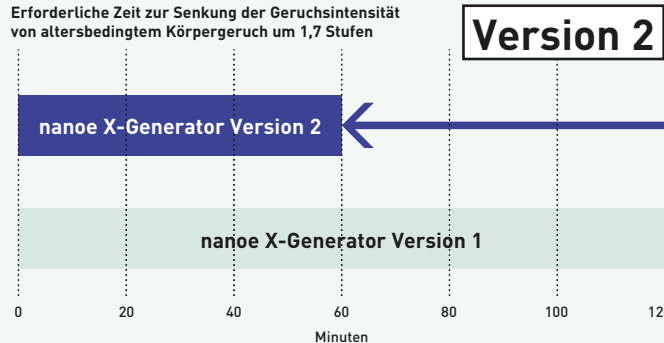 Erforderliche Zeit zur Senkung der Geruchsintensität
von altersbedingtem Körpergeruch um 1,7 Stufen
Version 2
nanoe X-Generator Version 2
nanoe X-Generator Version 1
0 20 40 60 80 100
Minuten